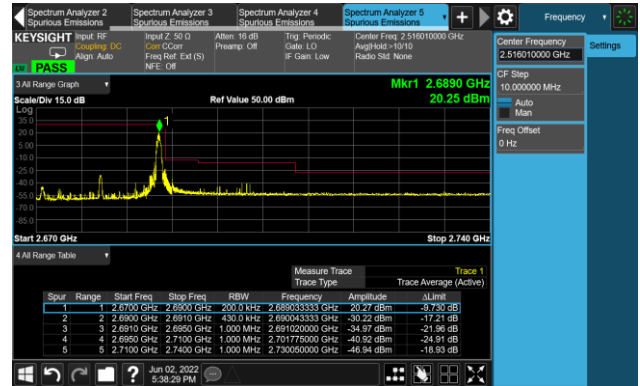 Spectrum Analyzer 2
Spurious Emissions
Spectrum Analyzer 3
Spurious Emissions
Spectrum Analyzer 4
Spurious Emissions
Spectrum Analyzer 5
Spurious Emissions
+
Frequency
KEYSIGHT Input: RF
Coupling: DC
Align: Auto
Input Z: 50 Ω
Corr CCorr
Freq Ref: Ext (S)
NFE: Off
Atten: 16 dB
Preamp: Off
Trig: Periodic
Gate: LO
IF Gain: Low
Center Freq: 2.516010000 GHz
Avg|Hold:>10/10
Radio Std: None
PASS
Center Frequency
2.516010000 GHz
Settings
CF Step
10.000000 MHz
Auto
Man
Freq Offset
0 Hz
3 All Range Graph
Mkr1 2.6890 GHz
Scale/Div 15.0 dB
Ref Value 50.00 dBm
20.25 dBm
Log
35.0
20.0
5.00
-10.0
-25.0
-40.0
-55.0
-70.0
-85.0
1
Start 2.670 GHz
Stop 2.740 GHz
4 All Range Table
Measure Trace Trace 1
Trace Type Trace Average (Active)
Spur Range Start Freq Stop Freq RBW Frequency Amplitude ΔLimit
1 1 2.6700 GHz 2.6900 GHz 200.0 kHz 2.689033333 GHz 20.27 dBm -9.730 dB
2 2 2.6900 GHz 2.6910 GHz 430.0 kHz 2.690043333 GHz -30.22 dBm -17.21 dB
3 3 2.6910 GHz 2.6950 GHz 1.000 MHz 2.691020000 GHz -34.97 dBm -21.96 dB
4 4 2.6950 GHz 2.7100 GHz 1.000 MHz 2.701775000 GHz -40.92 dBm -24.91 dB
5 5 2.7100 GHz 2.7400 GHz 1.000 MHz 2.730050000 GHz -46.94 dBm -18.93 dB
?
Jun 02, 2022
5:38:29 PM